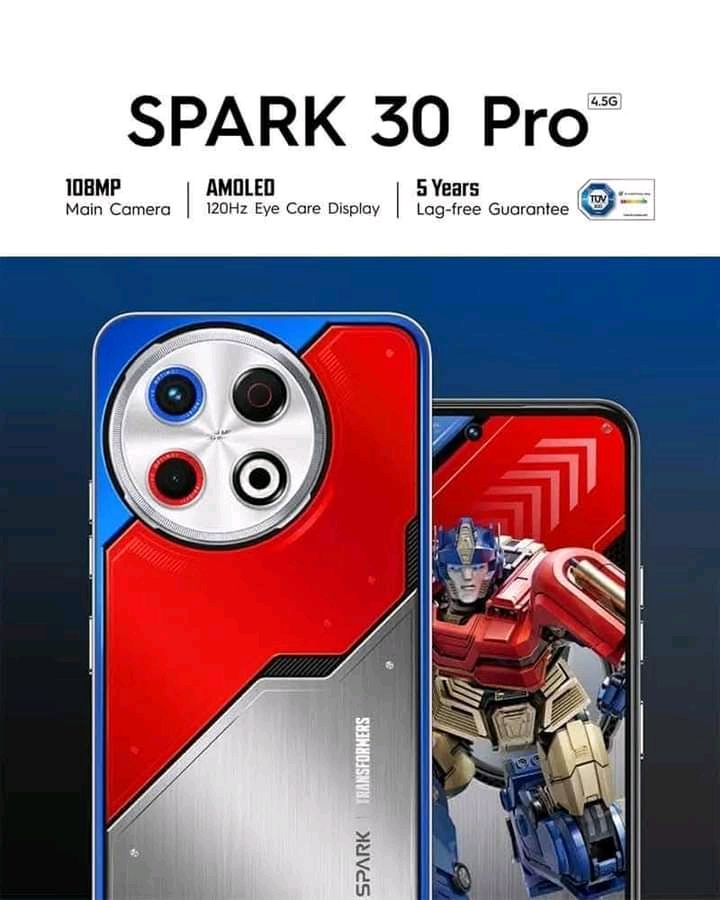 SPARK 30 Pro 4.5G
108MP
Main Camera
AMOLED
120Hz Eye Care Display
5 Years
Lag-free Guarantee
TÜV
SPARK | TRANSFORMERS